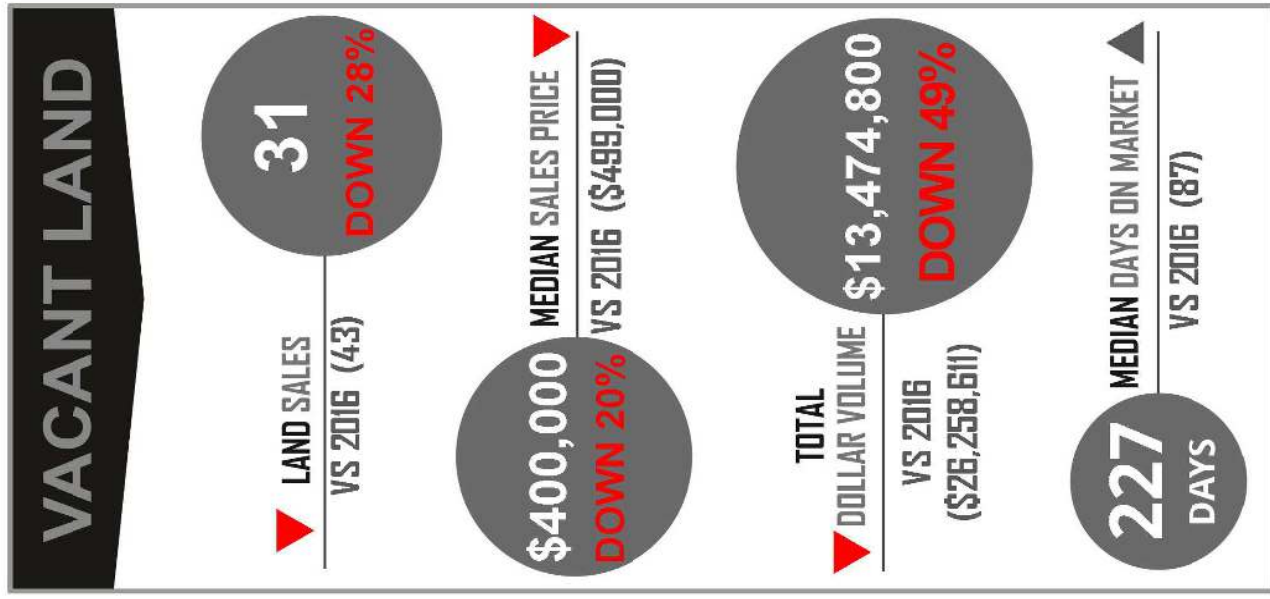 VACANT LAND
LAND SALES
VS 2016 (43)
31
DOWN 28%
$400,000
DOWN 20%
MEDIAN SALES PRICE
VS 2016 ($499,000)
TOTAL
DOLLAR VOLUME
VS 2016
($26,258,611)
$13,474,800
DOWN 49%
227
DAYS
MEDIAN DAYS ON MARKET
VS 2016 (87)